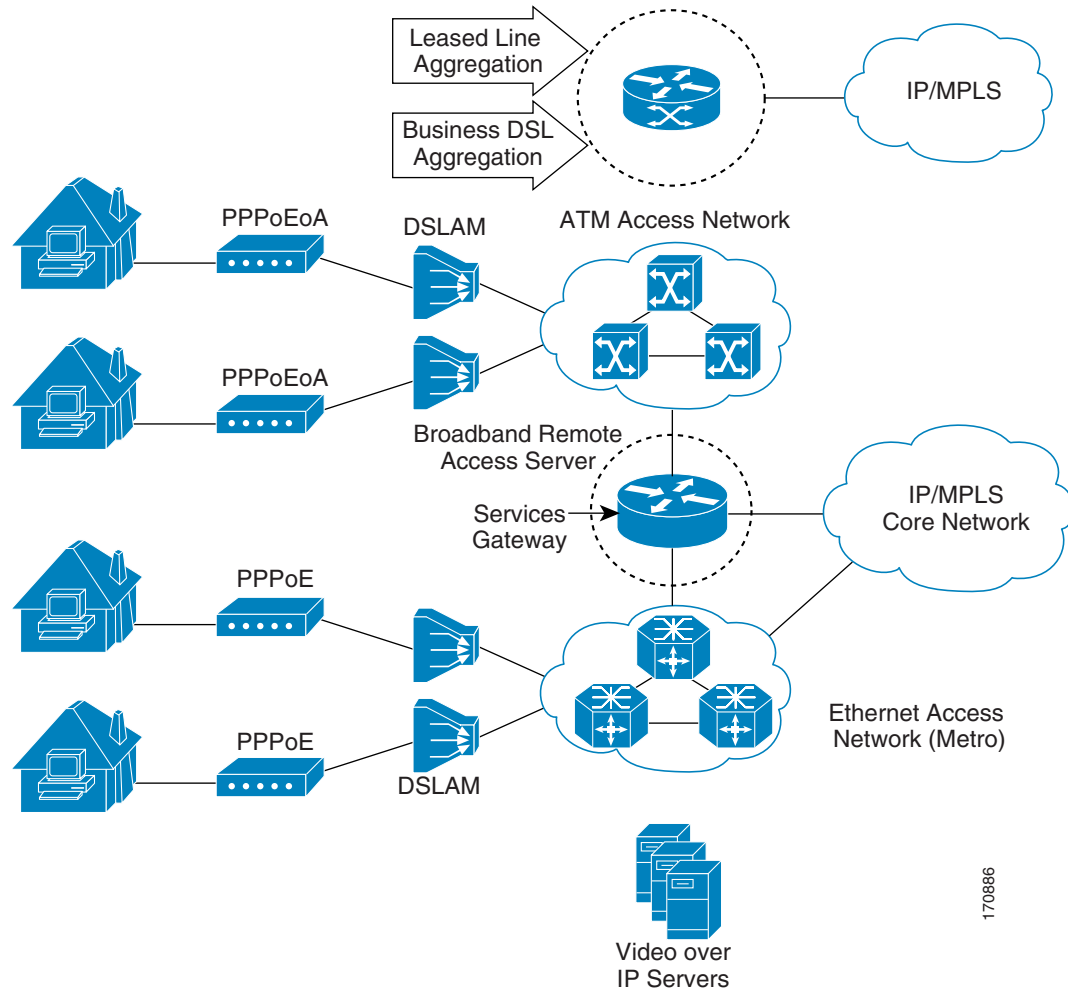 Leased Line
Aggregation
IP/MPLS
Business DSL
Aggregation
PPPoEoA
DSLAM
ATM Access Network
PPPoEoA
Broadband Remote
Access Server
Services
Gateway
IP/MPLS
Core Network
PPPoE
PPPoE
DSLAM
Ethernet Access
Network (Metro)
Video over
IP Servers
170886